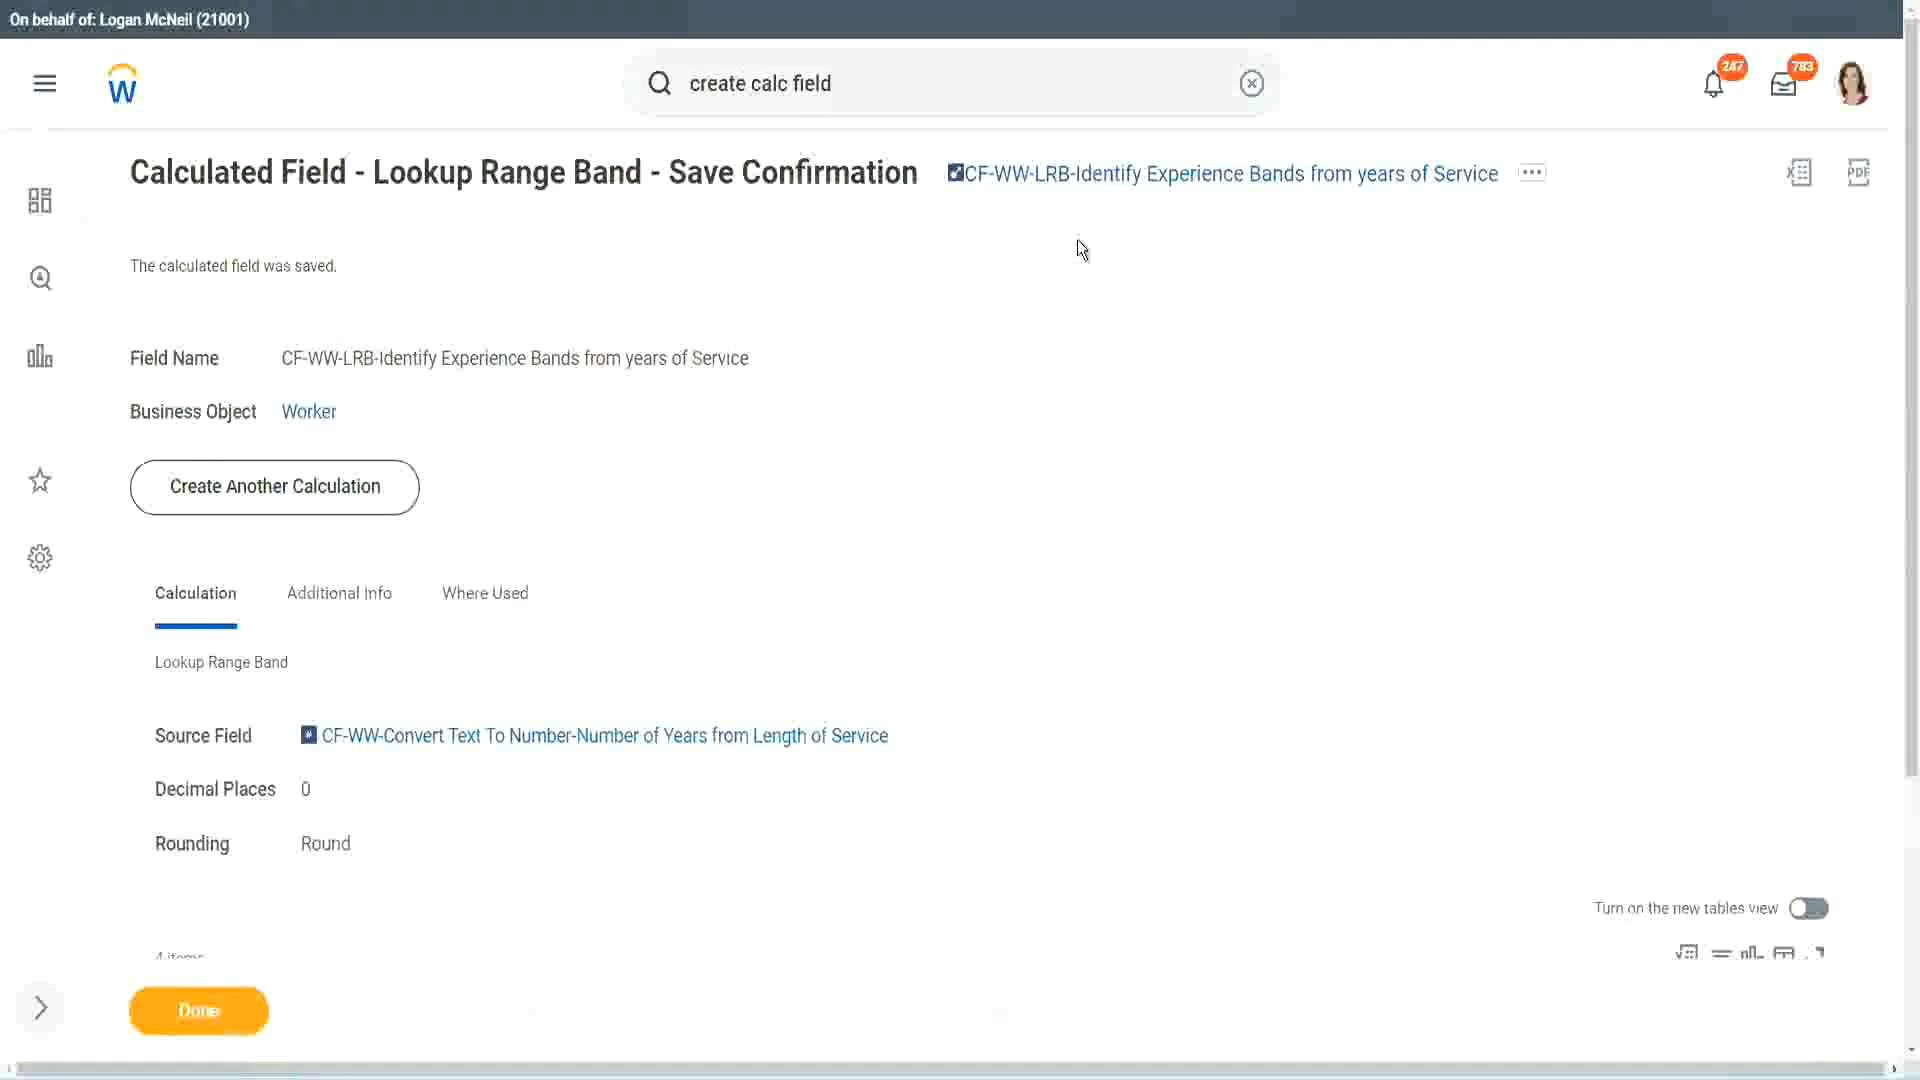 On behalf of: Logan McNeil (21001)
W
create calc field
247
783
Calculated Field - Lookup Range Band - Save Confirmation
CF-WW-LRB-Identify Experience Bands from years of Service
X
PDF
The calculated field was saved.
Field Name CF-WW-LRB-Identify Experience Bands from years of Service
Business Object Worker
Create Another Calculation
Calculation Additional Info Where Used
Lookup Range Band
Source Field # CF-WW-Convert Text To Number-Number of Years from Length of Service
Decimal Places 0
Rounding Round
Turn on the new tables view
4 items
Done